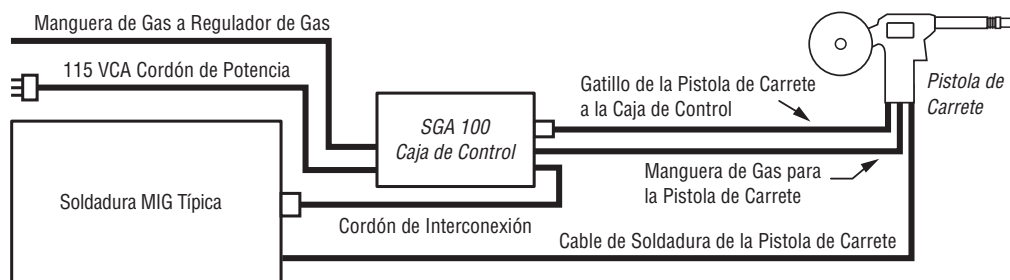 Manguera de Gas a Regulador de Gas
115 VCA Cordón de Potencia
Gatillo de la Pistola de Carrete
a la Caja de Control
Pistola de
Carrete
SGA 100
Caja de Control
Manguera de Gas para
la Pistola de Carrete
Soldadura MIG Típica
Cordón de Interconexión
Cable de Soldadura de la Pistola de Carrete